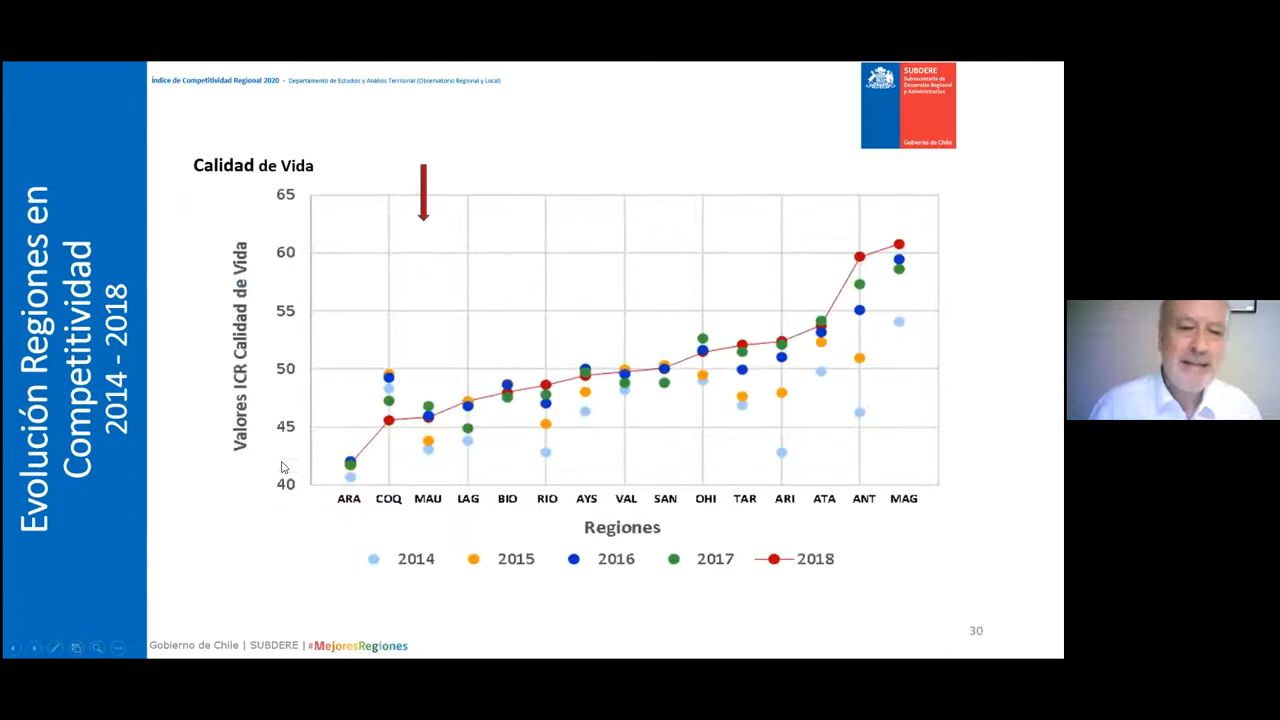 Índice de Competitividad Regional 2020 - Departamento de Estudios y Análisis Territorial (Observatorio Regional y Local)
SUBDERE
Subsecretaría de
Desarrollo Regional
y Administrativo
Gobierno de Chile
Evolución Regiones en
Competitividad
2014 - 2018
Calidad de Vida
Valores ICR Calidad de Vida
65
60
55
50
45
40
ARA COQ MAU LAG BIO RIO AYS VAL SAN OHI TAR ARI ATA ANT MAG
Regiones
2014 2015 2016 2017 2018
30
Gobierno de Chile | SUBDERE | #MejoresRegiones